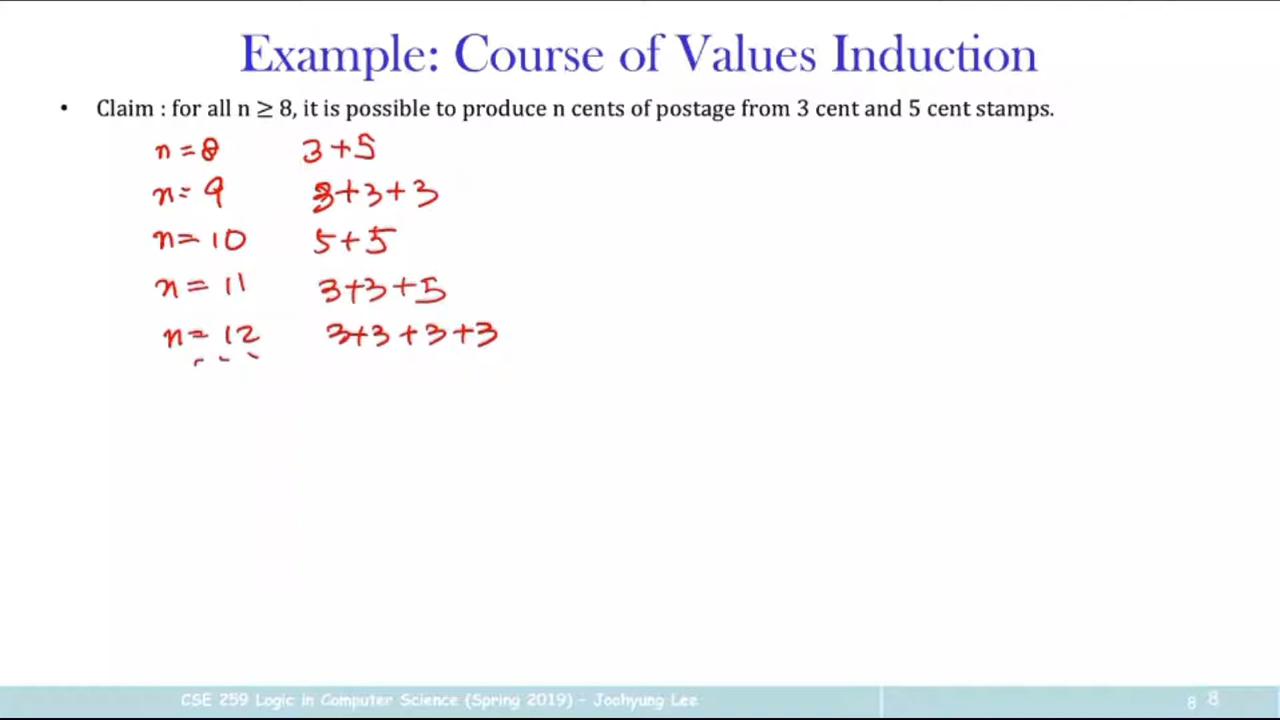 Example: Course of Values Induction
• Claim : for all n ≥ 8, it is possible to produce n cents of postage from 3 cent and 5 cent stamps.
n = 8 3 + 5
n = 9 3 + 3 + 3
n = 10 5 + 5
n = 11 3 + 3 + 5
n = 12 3 + 3 + 3 + 3
CSE 259 Logic in Computer Science (Spring 2019) – Joohyung Lee 8 8